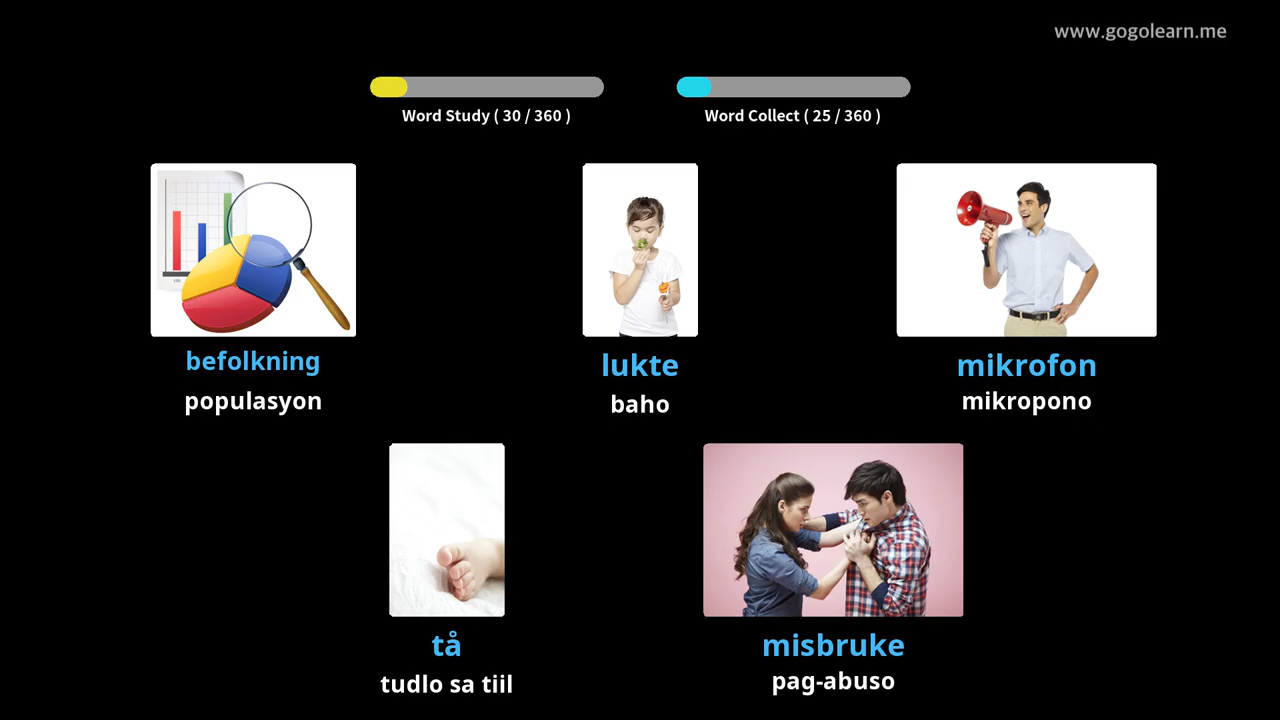 www.gogolearn.me
Word Study ( 30 / 360 )
Word Collect ( 25 / 360 )
befolkning
populasyon
lukte
baho
mikrofon
mikropono
tå
tudlo sa tiil
misbruke
pag-abuso